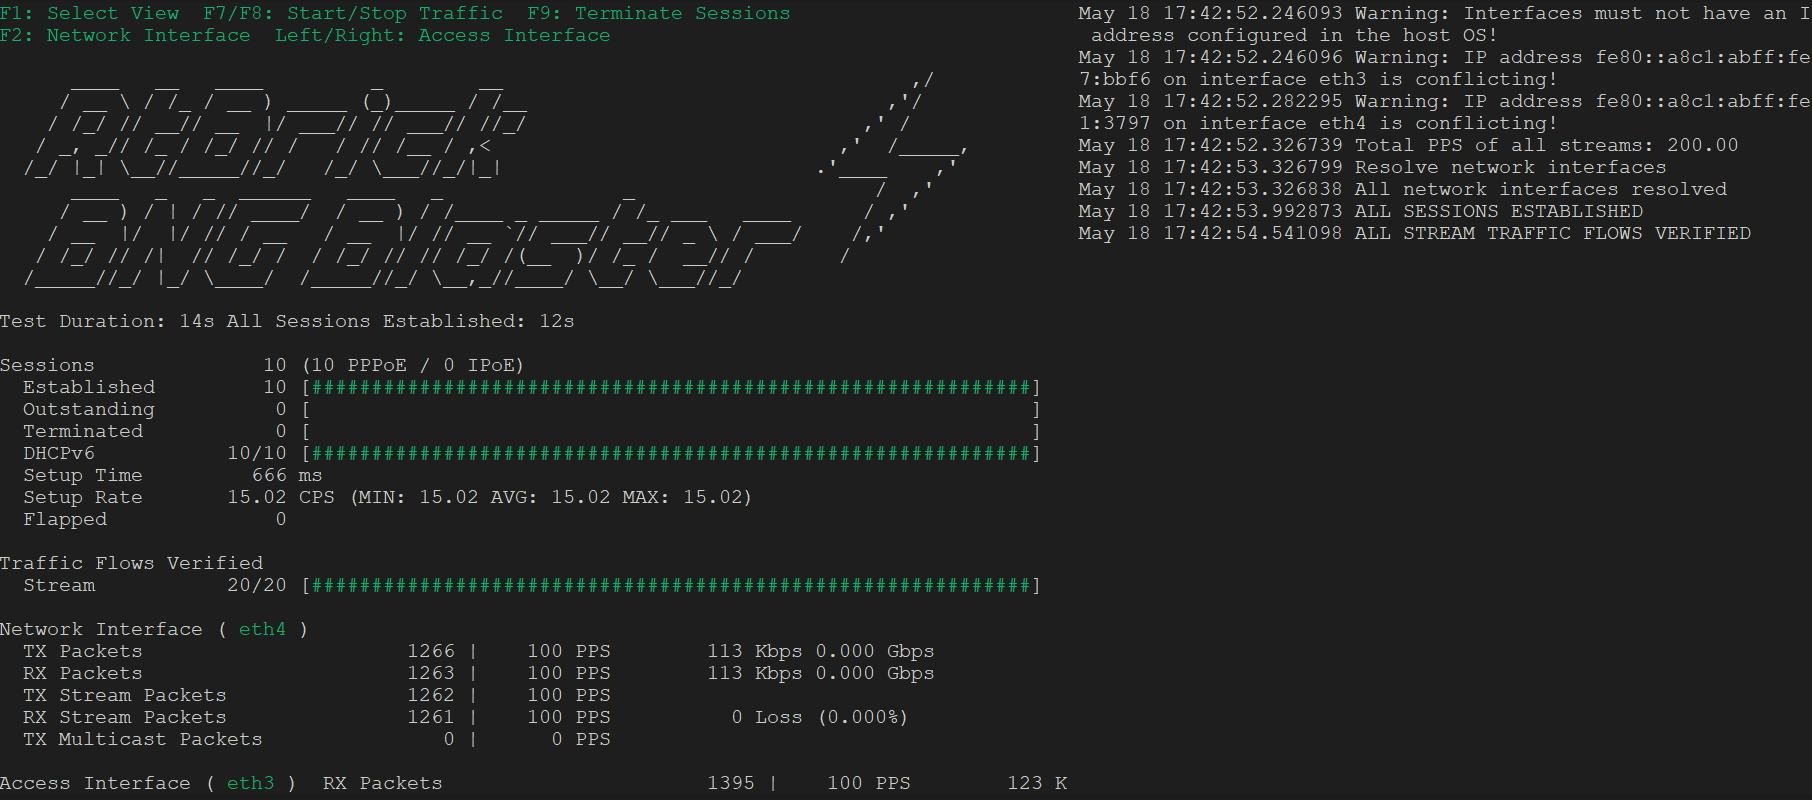 F1: Select View  F7/F8: Start/Stop Traffic  F9: Terminate Sessions
F2: Network Interface  Left/Right: Access Interface
RtBrick
BNG Blaster
Test Duration: 14s All Sessions Established: 12s
Sessions 10 (10 PPPoE / 0 IPoE)
Established 10 [############################################################]
Outstanding 0 [ ]
Terminated 0 [ ]
DHCPv6 10/10 [############################################################]
Setup Time 666 ms
Setup Rate 15.02 CPS (MIN: 15.02 AVG: 15.02 MAX: 15.02)
Flapped 0
Traffic Flows Verified
Stream 20/20 [############################################################]
Network Interface ( eth4 )
TX Packets 1266 | 100 PPS 113 Kbps 0.000 Gbps
RX Packets 1263 | 100 PPS 113 Kbps 0.000 Gbps
TX Stream Packets 1262 | 100 PPS
RX Stream Packets 1261 | 100 PPS 0 Loss (0.000%)
TX Multicast Packets 0 | 0 PPS
Access Interface ( eth3 ) RX Packets 1395 | 100 PPS 123 K
May 18 17:42:52.246093 Warning: Interfaces must not have an I
address configured in the host OS!
May 18 17:42:52.246096 Warning: IP address fe80::a8c1:abff:fe
7:bbf6 on interface eth3 is conflicting!
May 18 17:42:52.282295 Warning: IP address fe80::a8c1:abff:fe
1:3797 on interface eth4 is conflicting!
May 18 17:42:52.326739 Total PPS of all streams: 200.00
May 18 17:42:53.326799 Resolve network interfaces
May 18 17:42:53.326838 All network interfaces resolved
May 18 17:42:53.992873 ALL SESSIONS ESTABLISHED
May 18 17:42:54.541098 ALL STREAM TRAFFIC FLOWS VERIFIED